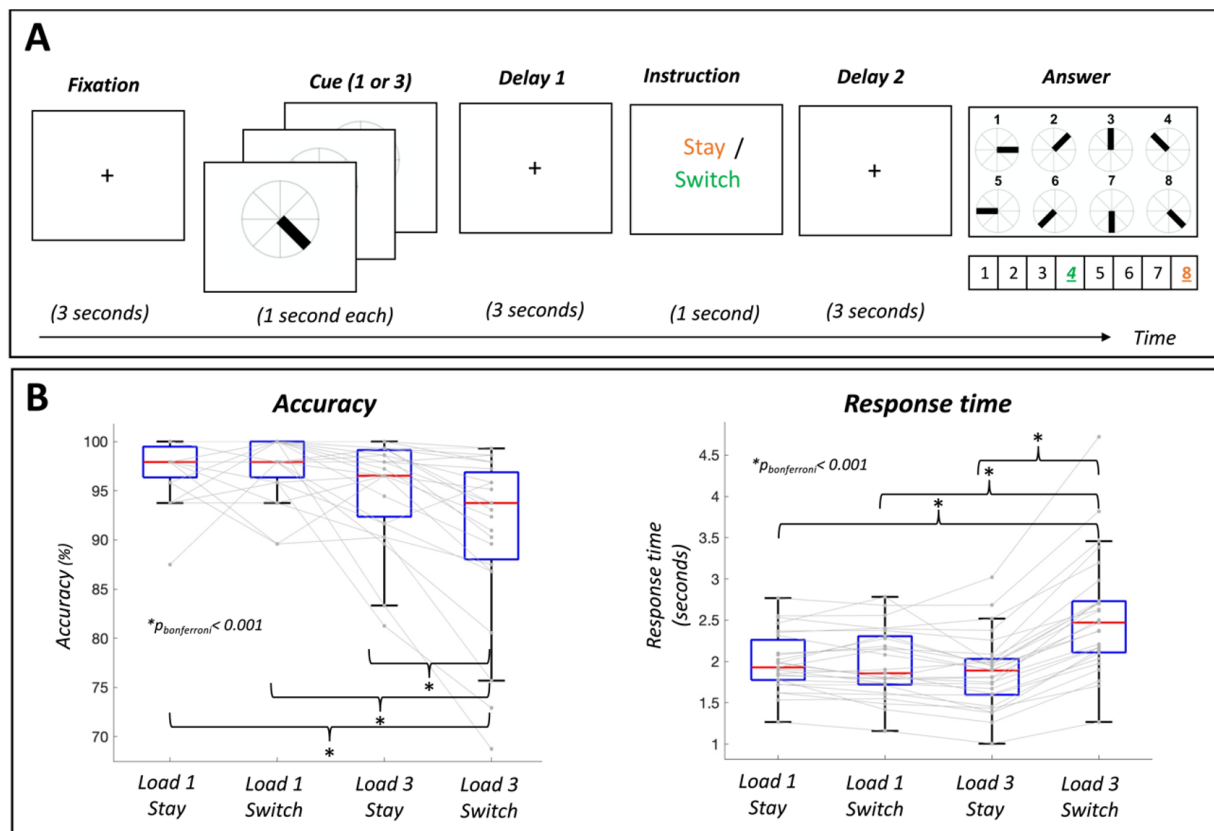 A
Fixation
Cue (1 or 3)
Delay 1
Instruction
Delay 2
Answer
+
+
Stay /
Switch
+
1 2 3 4
5 6 7 8
1 2 3 4 5 6 7 8
(3 seconds)
(1 second each)
(3 seconds)
(1 second)
(3 seconds)
Time
B
Accuracy
Accuracy (%)
100
95
90
85
80
75
70
*p_bonferroni < 0.001
*
*
*
Load 1 Stay
Load 1 Switch
Load 3 Stay
Load 3 Switch
Response time
Response time
(seconds)
4.5
4
3.5
3
2.5
2
1.5
1
*p_bonferroni < 0.001
*
*
*
Load 1 Stay
Load 1 Switch
Load 3 Stay
Load 3 Switch